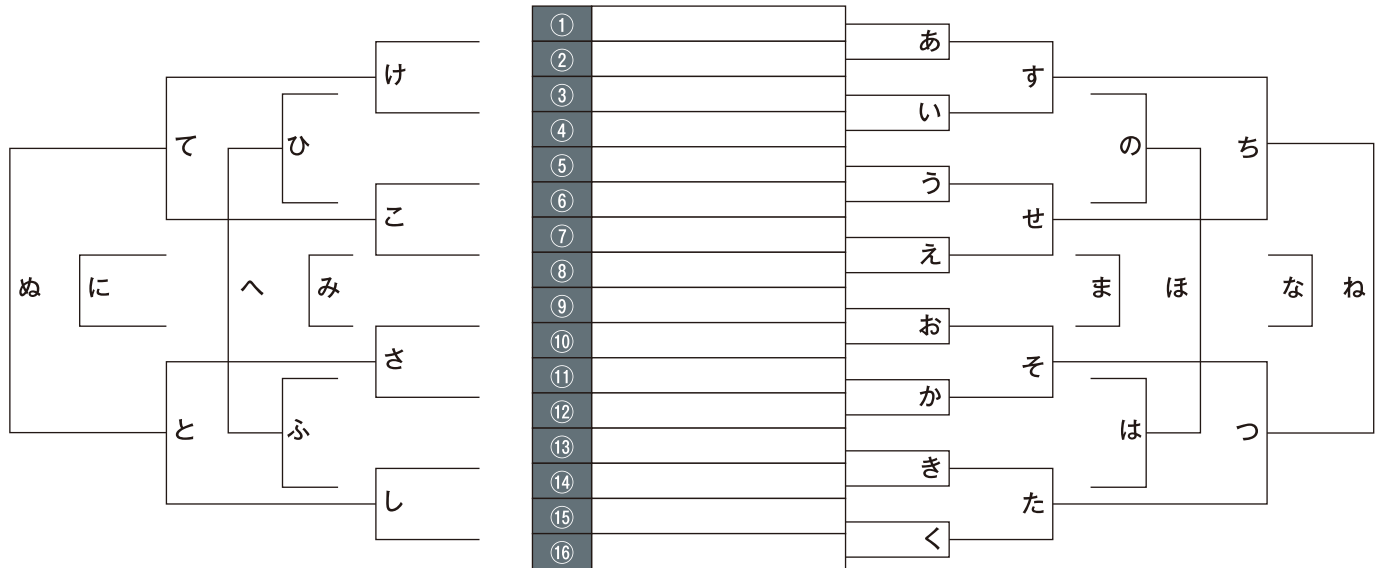 ① あ
② け す
③ い
④ て ひ の ち
⑤ う
⑥ こ せ
⑦ え
⑧ ぬ に へ み ま ほ な ね
⑨ お
⑩ さ そ
⑪ か
⑫ と ふ は つ
⑬ き
⑭ し た
⑮ く
⑯